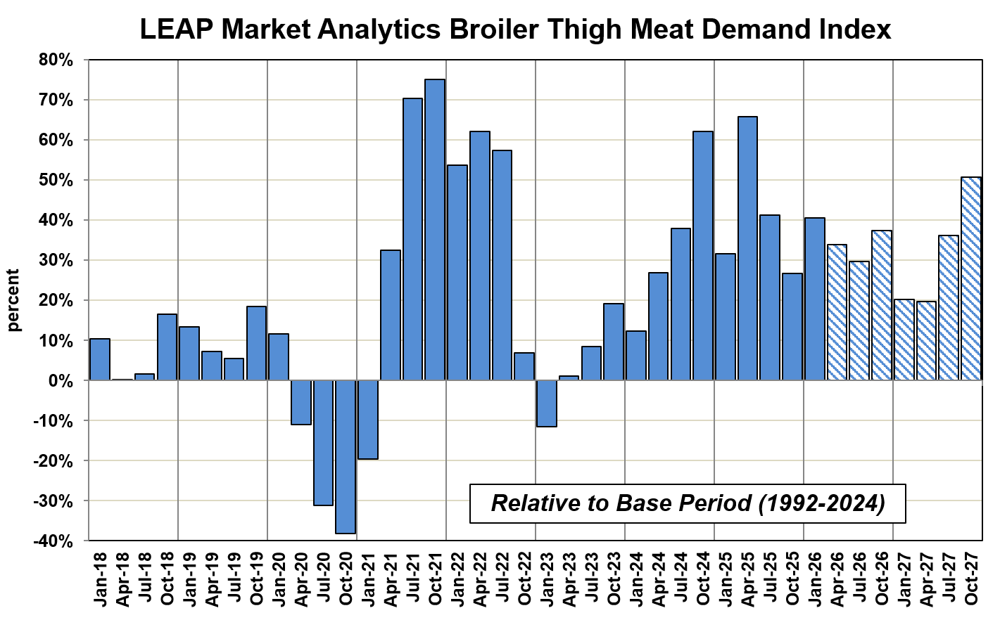 LEAP Market Analytics Broiler Thigh Meat Demand Index
80%
70%
60%
50%
40%
30%
20%
10%
0%
-10%
-20%
-30%
-40%
percent
Relative to Base Period (1992-2024)
Jan-18
Apr-18
Jul-18
Oct-18
Jan-19
Apr-19
Jul-19
Oct-19
Jan-20
Apr-20
Jul-20
Oct-20
Jan-21
Apr-21
Jul-21
Oct-21
Jan-22
Apr-22
Jul-22
Oct-22
Jan-23
Apr-23
Jul-23
Oct-23
Jan-24
Apr-24
Jul-24
Oct-24
Jan-25
Apr-25
Jul-25
Oct-25
Jan-26
Apr-26
Jul-26
Oct-26
Jan-27
Apr-27
Jul-27
Oct-27